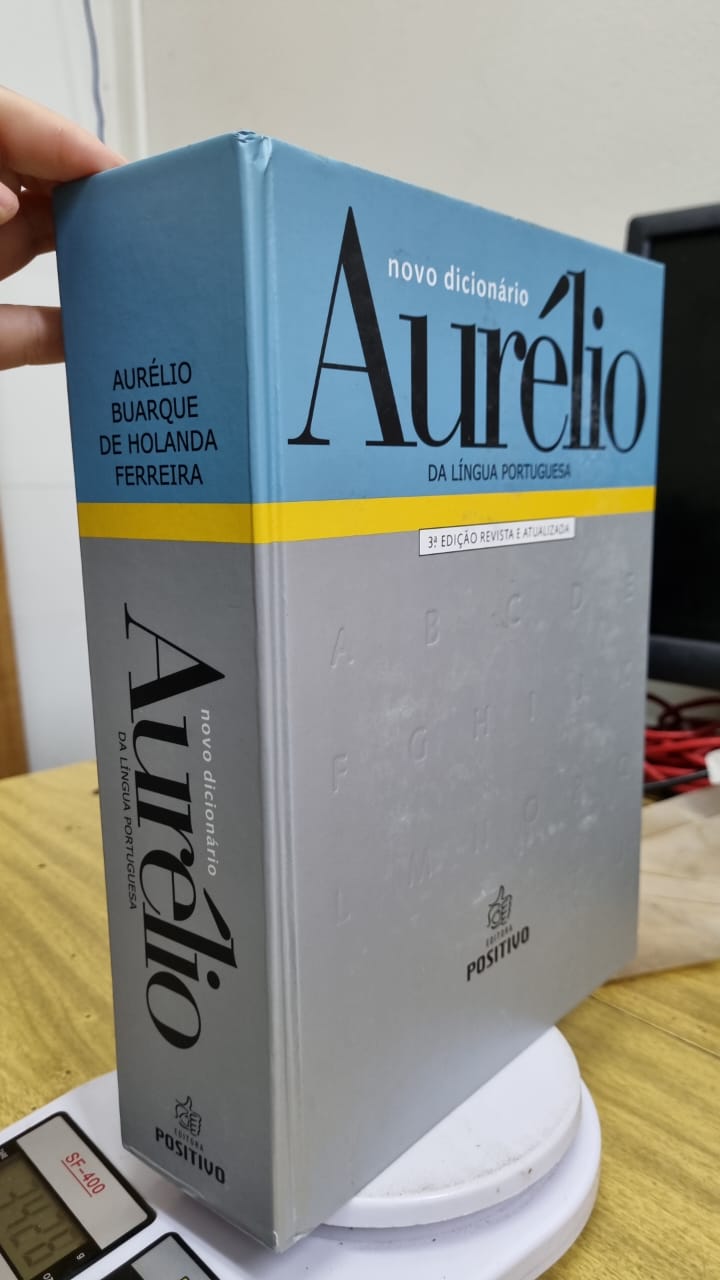 AURÉLIO
BUARQUE
DE HOLANDA
FERREIRA
novo dicionário
Aurélio
DA LÍNGUA PORTUGUESA
EDITORA
POSITIVO
novo dicionário
Aurélio
DA LÍNGUA PORTUGUESA
3ª EDIÇÃO REVISTA E ATUALIZADA
A B C D E
F G H I J
L M N O P
EDITORA
POSITIVO
SF-400